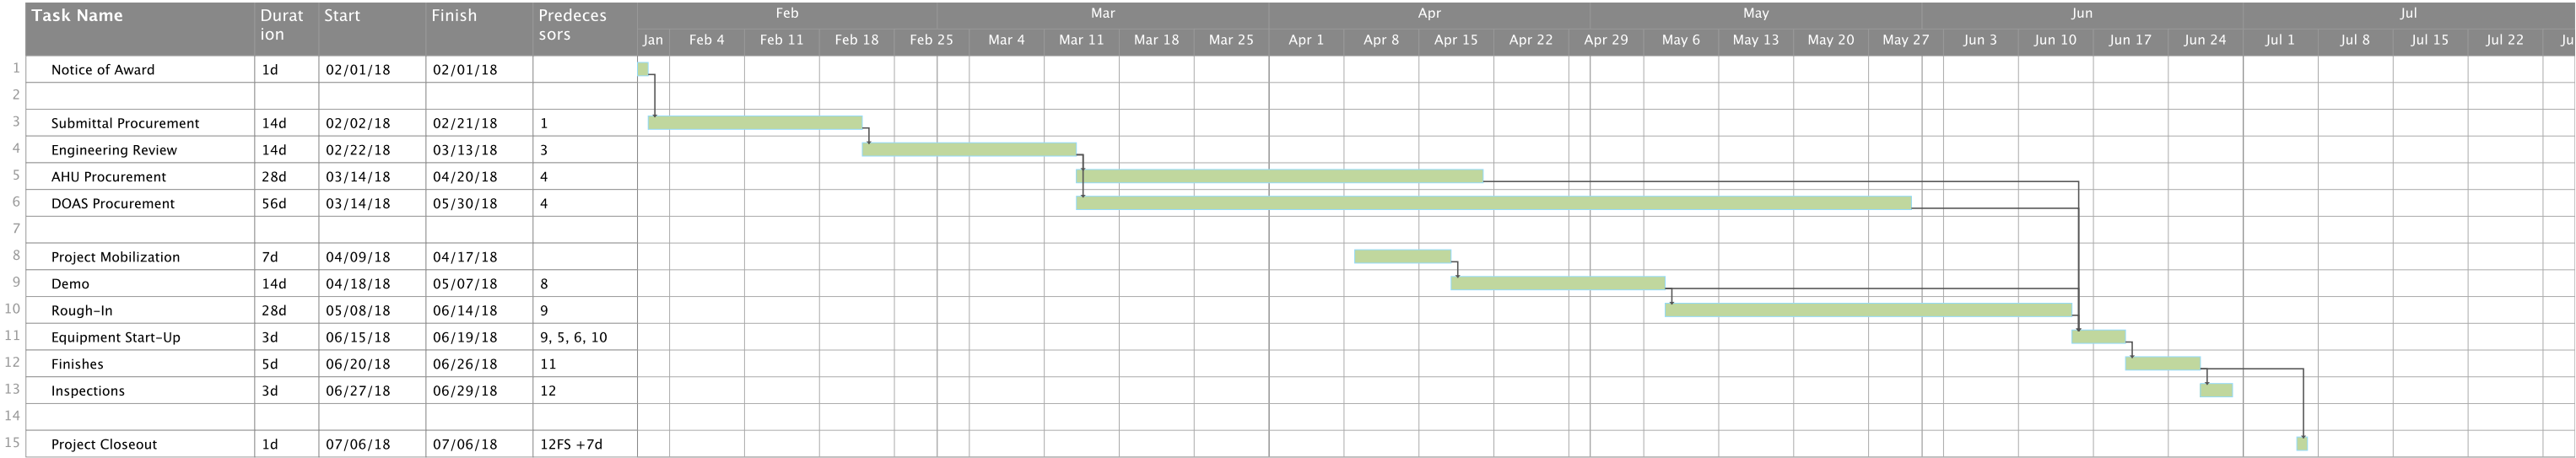 Task Name Durat ion Start Finish Predeces sors Feb Mar Apr May Jun Jul
Jan Feb 4 Feb 11 Feb 18 Feb 25 Mar 4 Mar 11 Mar 18 Mar 25 Apr 1 Apr 8 Apr 15 Apr 22 Apr 29 May 6 May 13 May 20 May 27 Jun 3 Jun 10 Jun 17 Jun 24 Jul 1 Jul 8 Jul 15 Jul 22 Ju
1 Notice of Award 1d 02/01/18 02/01/18
2
3 Submittal Procurement 14d 02/02/18 02/21/18 1
4 Engineering Review 14d 02/22/18 03/13/18 3
5 AHU Procurement 28d 03/14/18 04/20/18 4
6 DOAS Procurement 56d 03/14/18 05/30/18 4
7
8 Project Mobilization 7d 04/09/18 04/17/18
9 Demo 14d 04/18/18 05/07/18 8
10 Rough-In 28d 05/08/18 06/14/18 9
11 Equipment Start-Up 3d 06/15/18 06/19/18 9, 5, 6, 10
12 Finishes 5d 06/20/18 06/26/18 11
13 Inspections 3d 06/27/18 06/29/18 12
14
15 Project Closeout 1d 07/06/18 07/06/18 12FS +7d